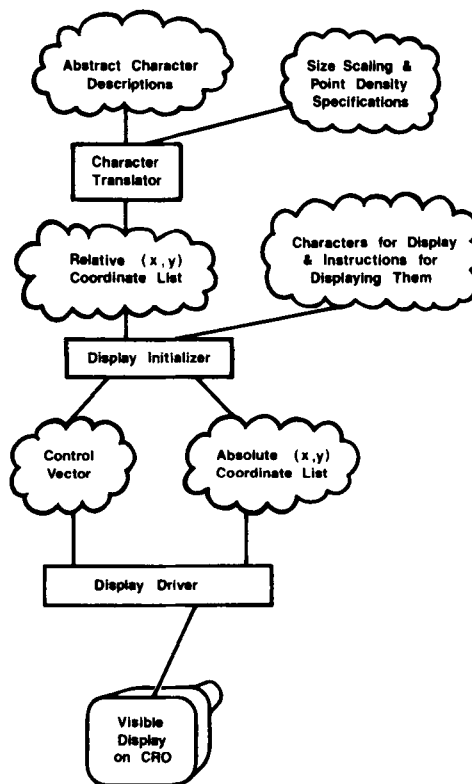 Abstract Character
Descriptions
Size Scaling &
Point Density
Specifications
Character
Translator
Relative (x,y)
Coordinate List
Characters for Display
& Instructions for
Displaying Them
Display Initializer
Control
Vector
Absolute (x,y)
Coordinate List
Display Driver
Visible
Display
on CRO